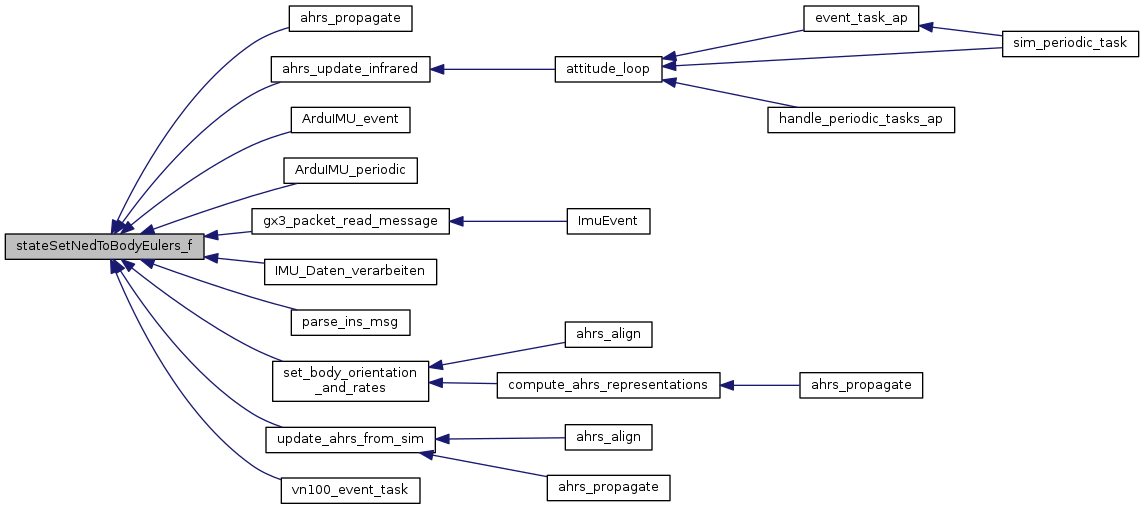 ahrs_propagate
event_task_ap
sim_periodic_task
ahrs_update_infrared
attitude_loop
ArduIMU_event
handle_periodic_tasks_ap
ArduIMU_periodic
gx3_packet_read_message
ImuEvent
stateSetNedToBodyEulers_f
IMU_Daten_verarbeiten
parse_ins_msg
ahrs_align
set_body_orientation
_and_rates
compute_ahrs_representations
ahrs_propagate
update_ahrs_from_sim
ahrs_align
vn100_event_task
ahrs_propagate